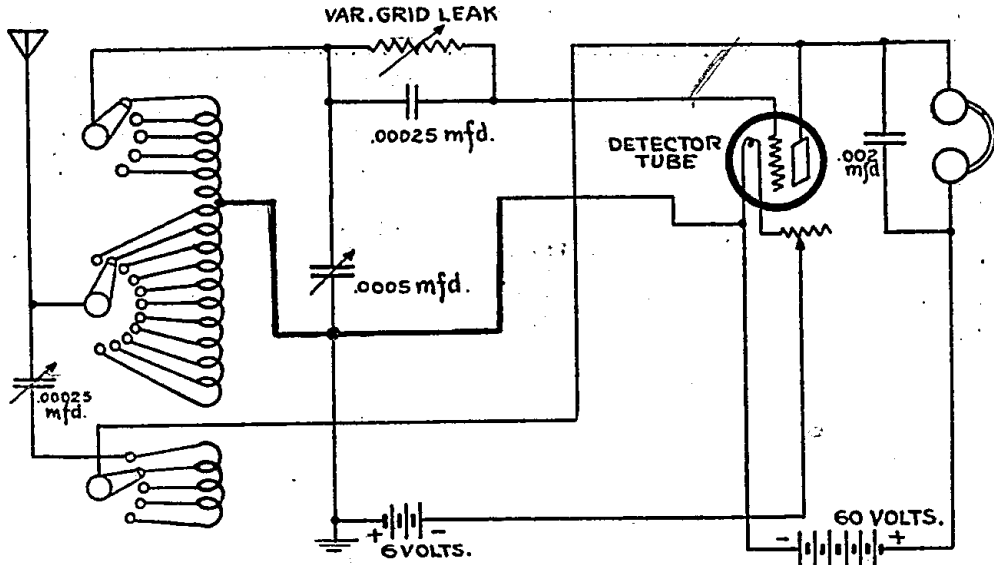 VAR. GRID LEAK
.00025 mfd.
DETECTOR
TUBE
.002
mfd
.0005 mfd.
.00025
mfd.
+ -
6 VOLTS.
60 VOLTS.
- +